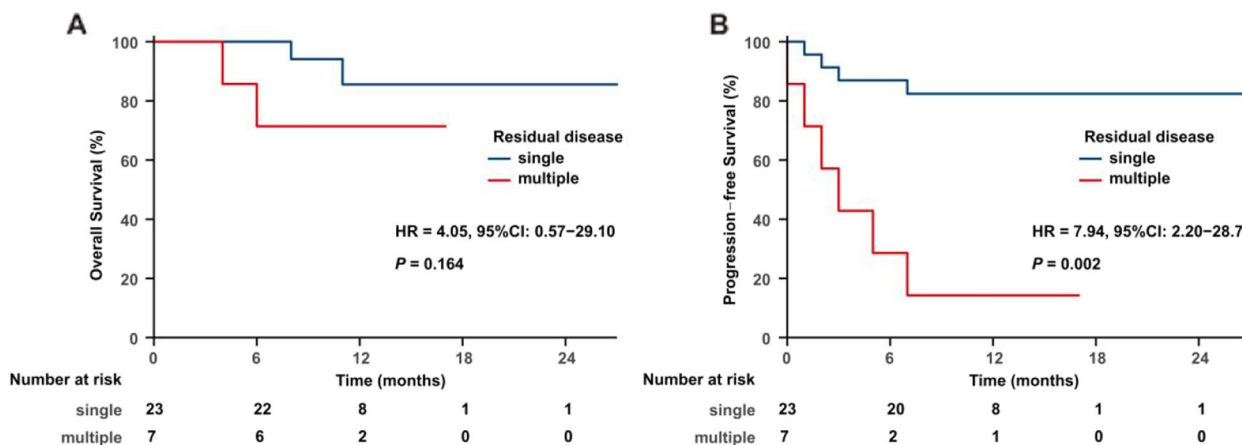 A
100
80
60
40
20
0
Overall Survival (%)
Residual disease
single
multiple
HR = 4.05, 95%CI: 0.57−29.10
P = 0.164
0 6 12 18 24
Time (months)
Number at risk
single 23 22 8 1 1
multiple 7 6 2 0 0
B
100
80
60
40
20
0
Progression−free Survival (%)
Residual disease
single
multiple
HR = 7.94, 95%CI: 2.20−28.7
P = 0.002
0 6 12 18 24
Time (months)
Number at risk
single 23 20 8 1 1
multiple 7 2 1 0 0